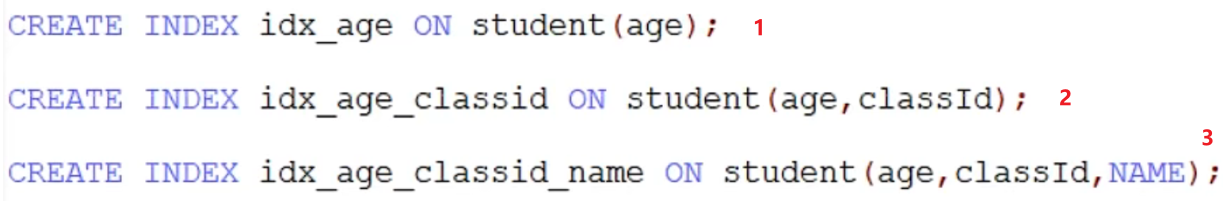 CREATE INDEX idx_age ON student(age); 1
CREATE INDEX idx_age_classid ON student(age,classId); 2
3
CREATE INDEX idx_age_classid_name ON student(age,classId,NAME);